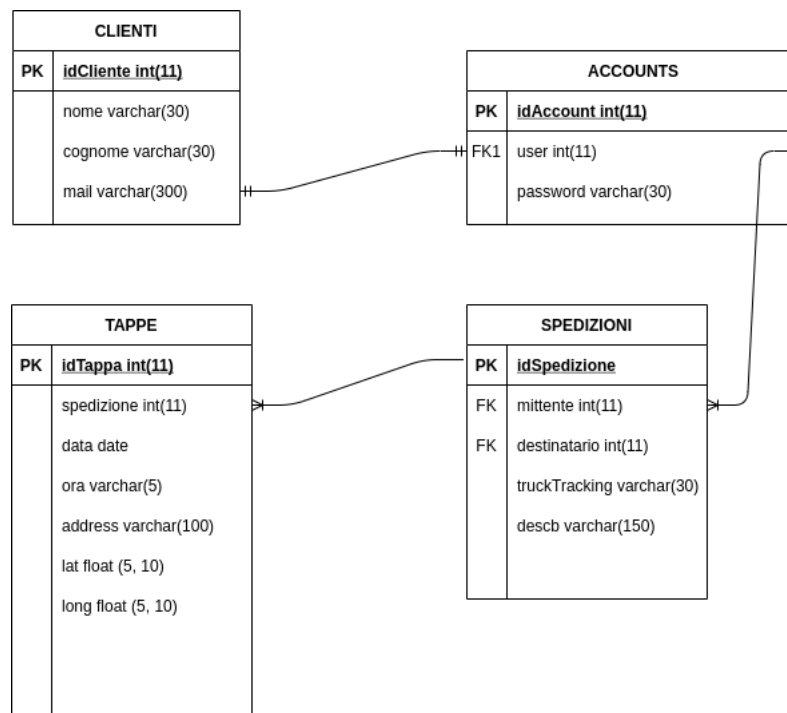 CLIENTI
PK idCliente int(11)
nome varchar(30)
cognome varchar(30)
mail varchar(300)
ACCOUNTS
PK idAccount int(11)
FK1 user int(11)
password varchar(30)
TAPPE
PK idTappa int(11)
spedizione int(11)
data date
ora varchar(5)
address varchar(100)
lat float (5, 10)
long float (5, 10)
SPEDIZIONI
PK idSpedizione
FK mittente int(11)
FK destinatario int(11)
truckTracking varchar(30)
descb varchar(150)